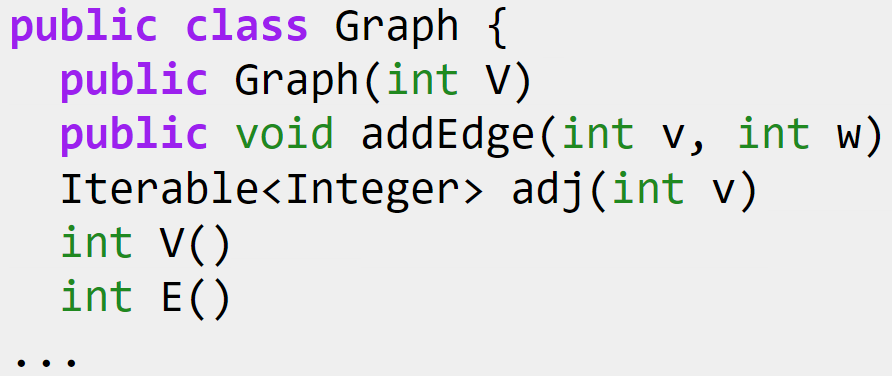 public class Graph {
  public Graph(int V)
  public void addEdge(int v, int w)
  Iterable<Integer> adj(int v)
  int V()
  int E()
...